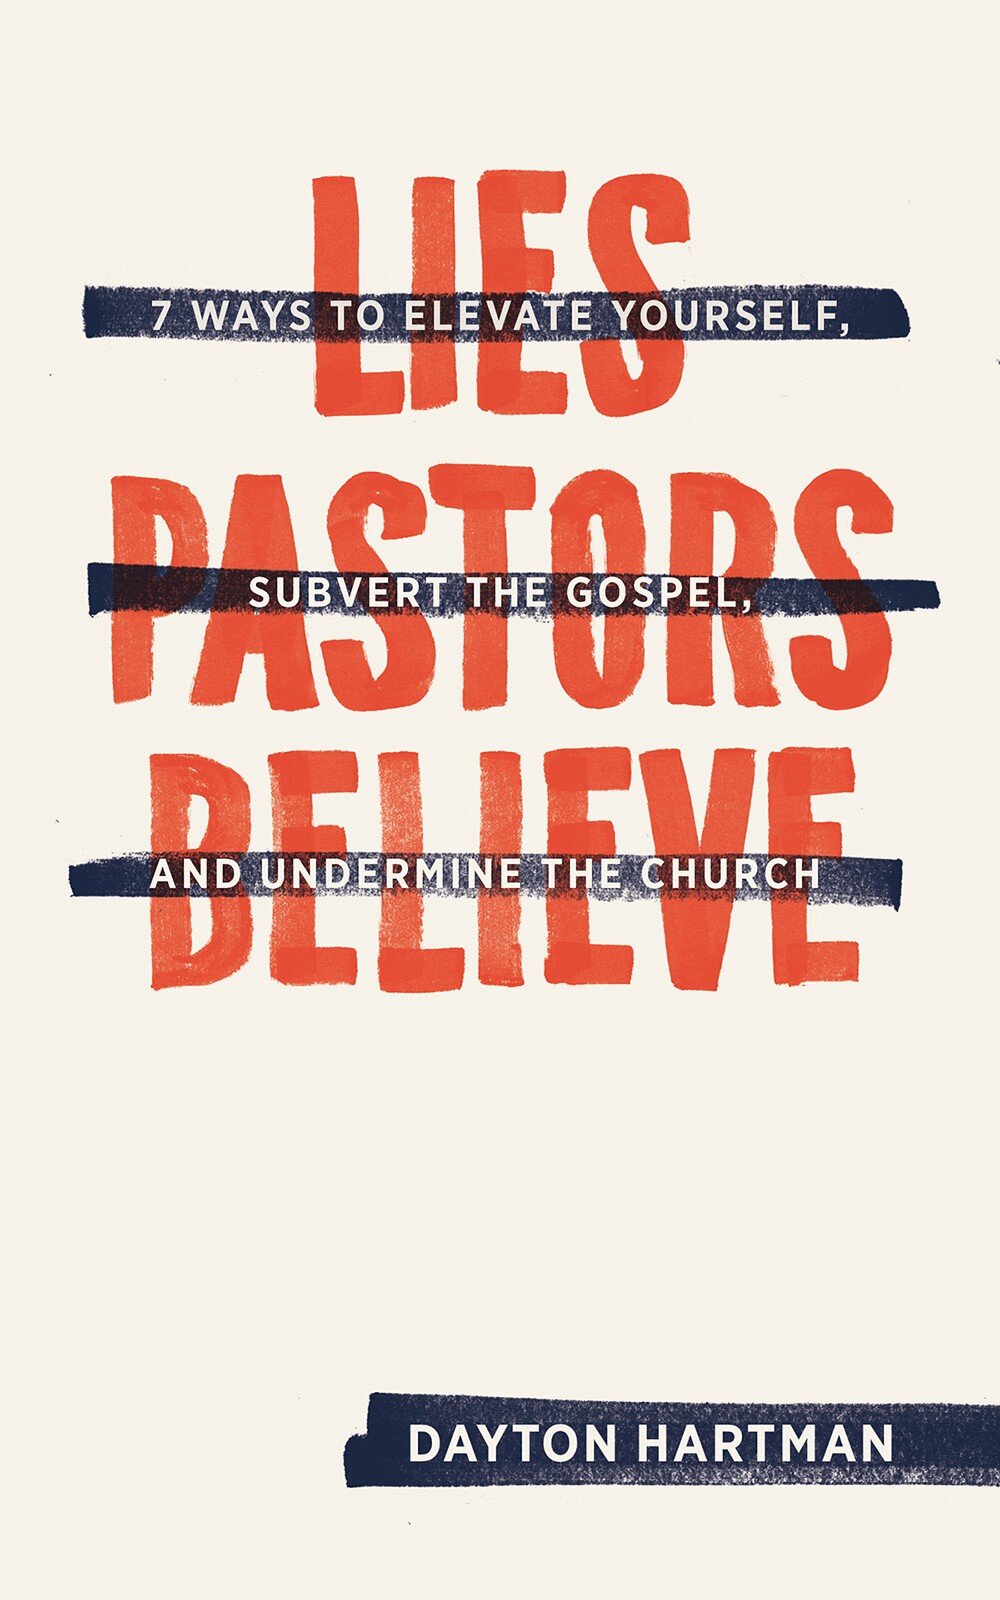 LIES
7 WAYS TO ELEVATE YOURSELF,
PASTORS
SUBVERT THE GOSPEL,
BELIEVE
AND UNDERMINE THE CHURCH
DAYTON HARTMAN